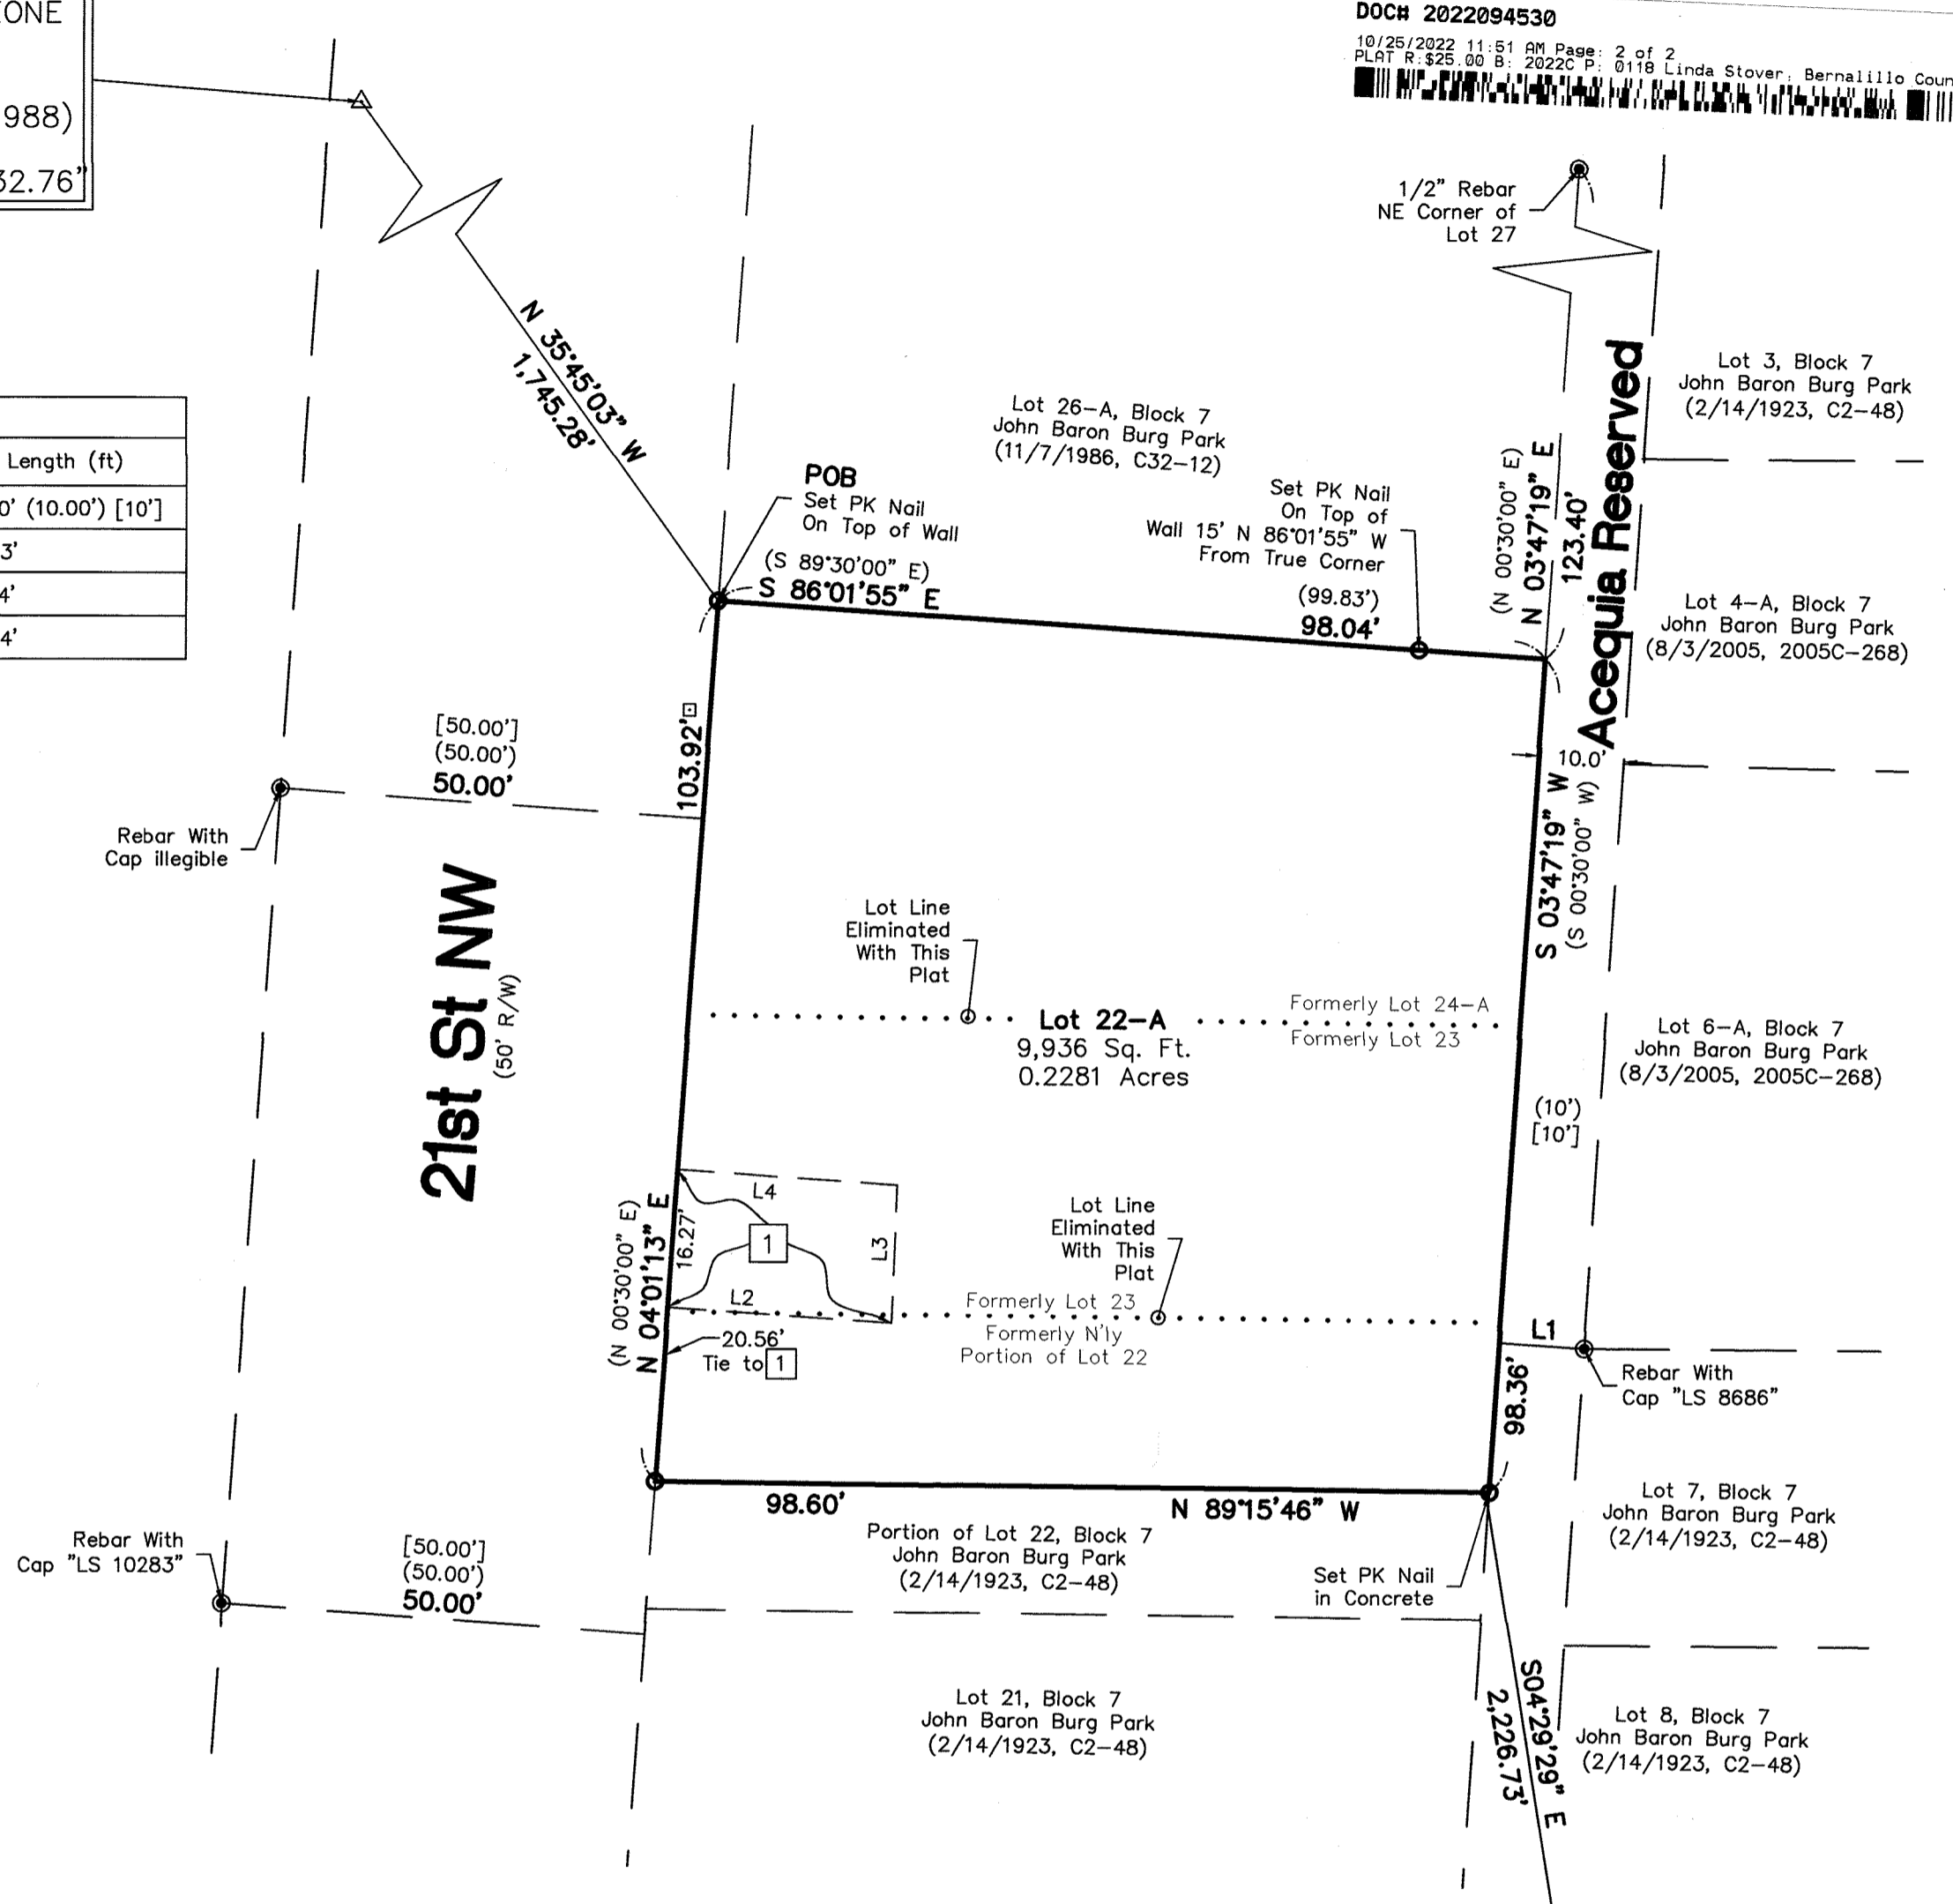 ONE
988)
32.76"
DOC# 2022094530
10/25/2022 11:51 AM Page: 2 of 2
PLAT R:$25.00 B: 2022C P: 0118 Linda Stover, Bernalillo Coun
1/2" Rebar
NE Corner of
Lot 27
N 35°45'03" W
1,745.28'
Length (ft)
0' (10.00') [10']
3'
4'
4'
Lot 26-A, Block 7
John Baron Burg Park
(11/7/1986, C32-12)
Lot 3, Block 7
John Baron Burg Park
(2/14/1923, C2-48)
POB
Set PK Nail
On Top of Wall
(S 89°30'00" E)
S 86°01'55" E
Set PK Nail
On Top of
Wall 15' N 86°01'55" W
From True Corner
(99.83')
98.04'
(N 00°30'00" E)
N 03°47'19" E
123.40'
Acequia Reserved
Lot 4-A, Block 7
John Baron Burg Park
(8/3/2005, 2005C-268)
[50.00']
(50.00')
50.00'
103.92'
10.0'
Rebar With
Cap illegible
S 03°47'19" W
(S 00°30'00" W)
21st St NW
(50' R/W)
Lot Line
Eliminated
With This
Plat
Lot 22-A
9,936 Sq. Ft.
0.2281 Acres
Formerly Lot 24-A
Formerly Lot 23
Lot 6-A, Block 7
John Baron Burg Park
(8/3/2005, 2005C-268)
(10')
[10']
L4
1
L3
L2
16.27'
(N 00°30'00" E)
N 04°01'13" E
20.56'
Tie to 1
Lot Line
Eliminated
With This
Plat
Formerly Lot 23
Formerly N'ly
Portion of Lot 22
L1
Rebar With
Cap "LS 8686"
98.36'
98.60'
N 89°15'46" W
Portion of Lot 22, Block 7
John Baron Burg Park
(2/14/1923, C2-48)
Lot 7, Block 7
John Baron Burg Park
(2/14/1923, C2-48)
Rebar With
Cap "LS 10283"
[50.00']
(50.00')
50.00'
Set PK Nail
in Concrete
Lot 21, Block 7
John Baron Burg Park
(2/14/1923, C2-48)
S04°29'29" E
2,226.73'
Lot 8, Block 7
John Baron Burg Park
(2/14/1923, C2-48)